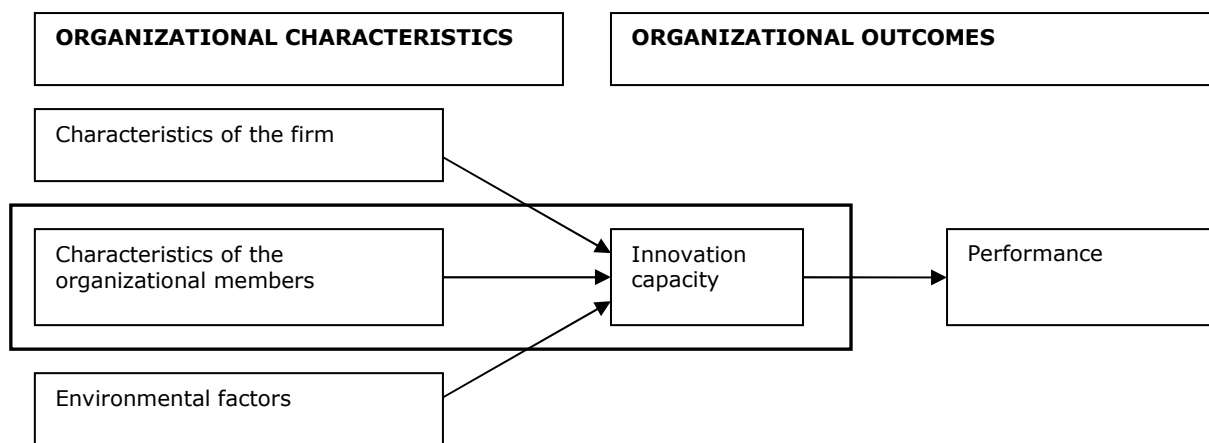 ORGANIZATIONAL CHARACTERISTICS
ORGANIZATIONAL OUTCOMES
Characteristics of the firm
Characteristics of the
organizational members
Innovation
capacity
Performance
Environmental factors